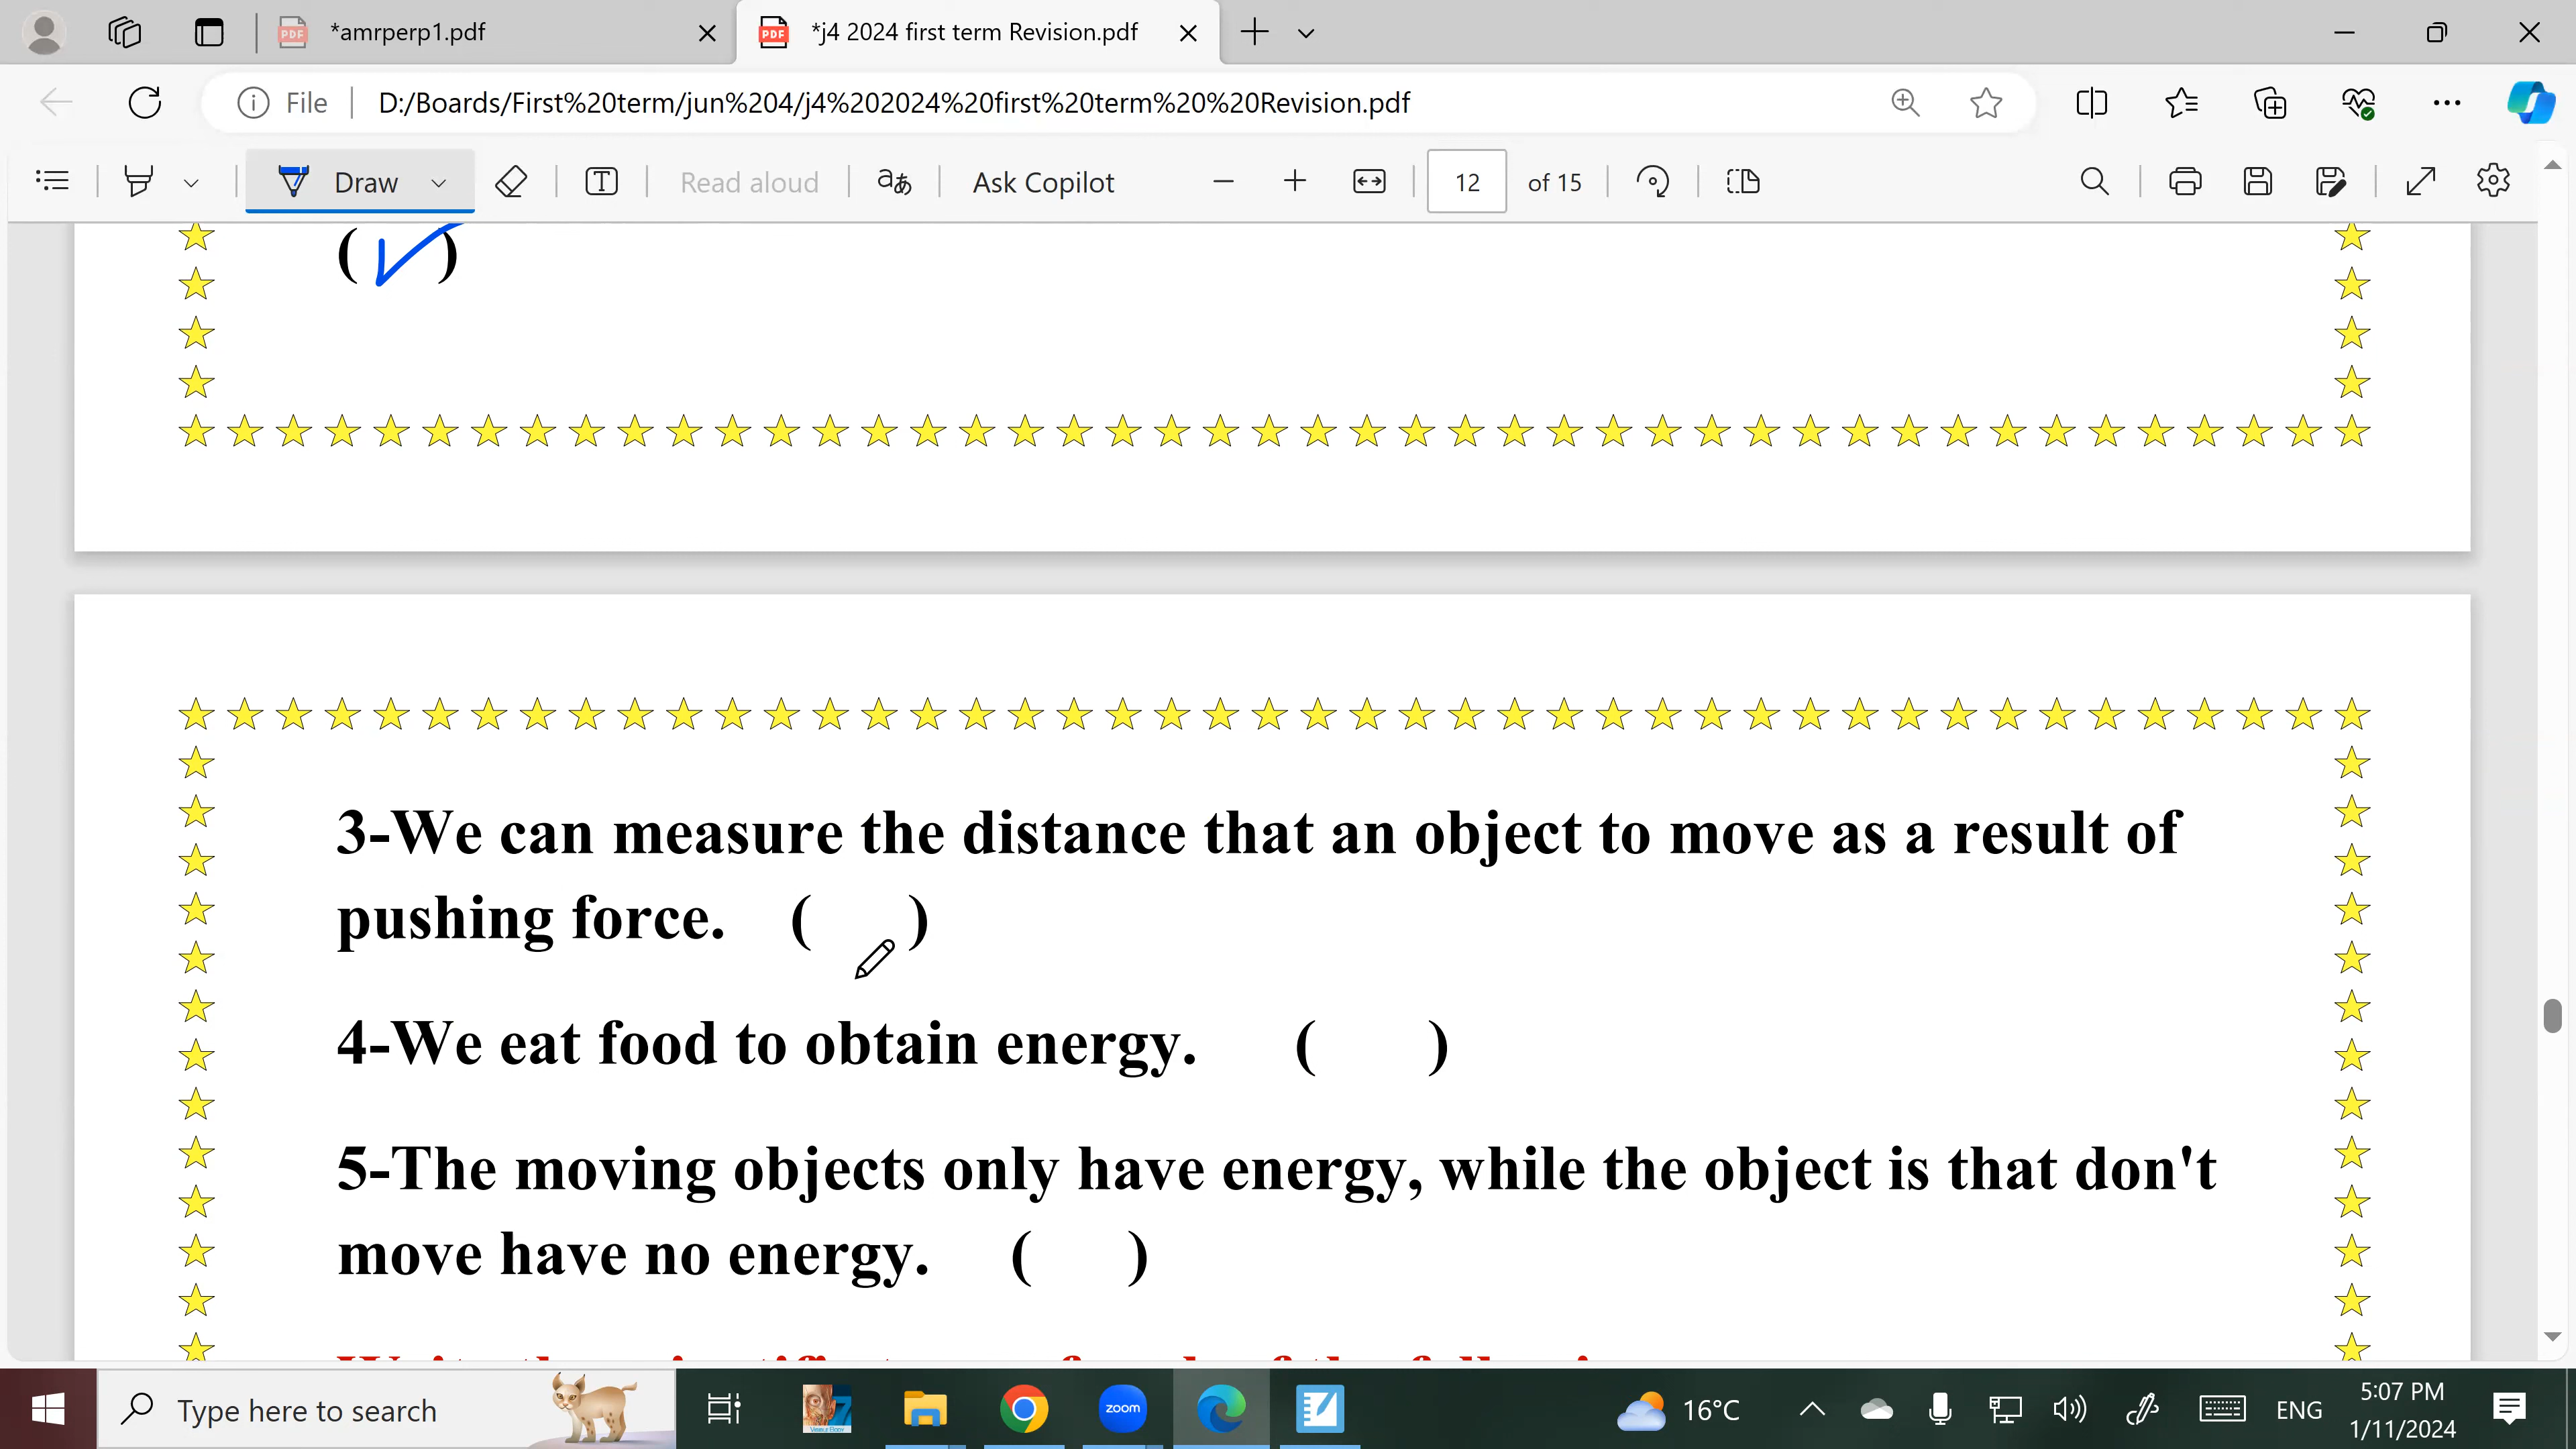 *amrperp1.pdf
*j4 2024 first term Revision.pdf
File
D:/Boards/First%20term/jun%204/j4%202024%20first%20term%20%20Revision.pdf
Draw
Read aloud
Ask Copilot
12 of 15
( )
3-We can measure the distance that an object to move as a result of
pushing force. ( )
4-We eat food to obtain energy. ( )
5-The moving objects only have energy, while the object is that don't
move have no energy. ( )
Type here to search
zoom
16°C
ENG
5:07 PM
1/11/2024